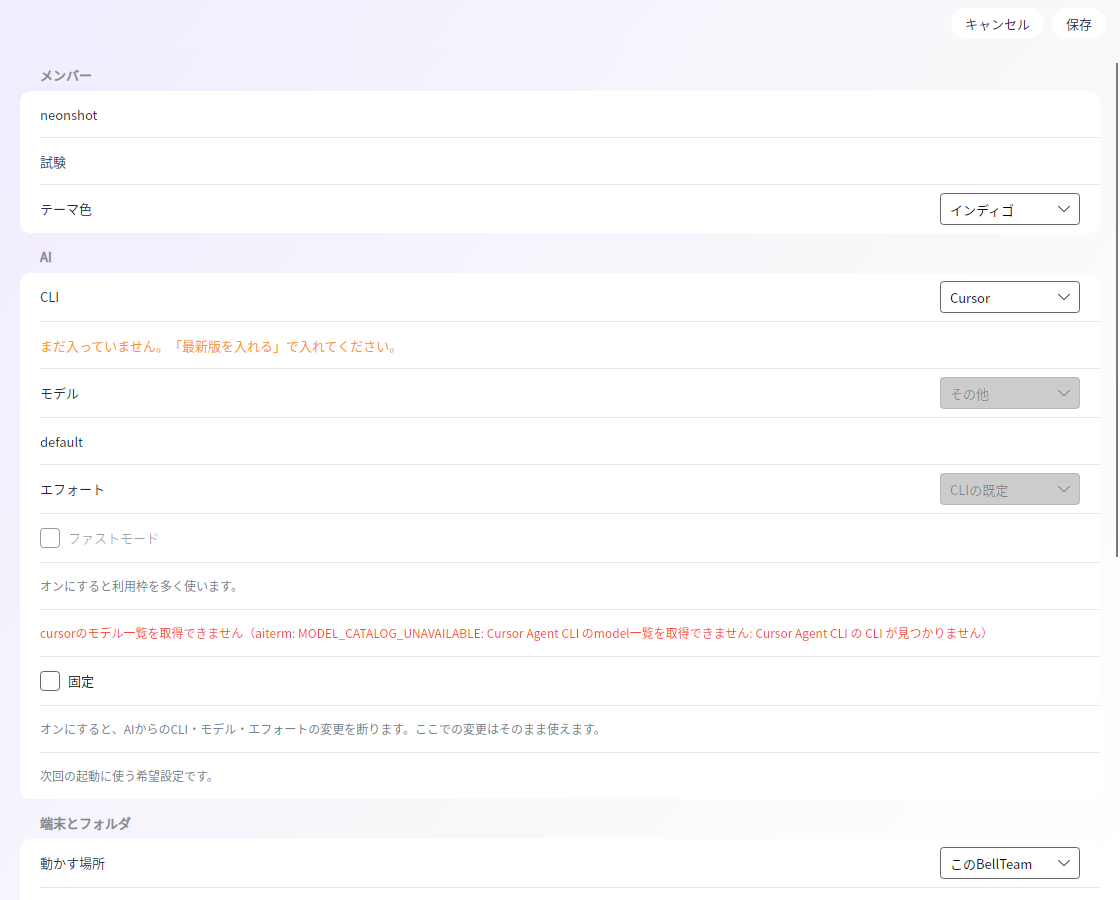 キャンセル
保存
メンバー
neonshot
試験
テーマ色
インディゴ
AI
CLI
Cursor
まだ入っていません。「最新版を入れる」で入れてください。
モデル
その他
default
エフォート
CLIの既定
ファストモード
オンにすると利用枠を多く使います。
cursorのモデル一覧を取得できません（aiterm: MODEL_CATALOG_UNAVAILABLE: Cursor Agent CLI のmodel一覧を取得できません: Cursor Agent CLI の CLI が見つかりません）
固定
オンにすると、AIからのCLI・モデル・エフォートの変更を断ります。ここでの変更はそのまま使えます。
次回の起動に使う希望設定です。
端末とフォルダ
動かす場所
このBellTeam